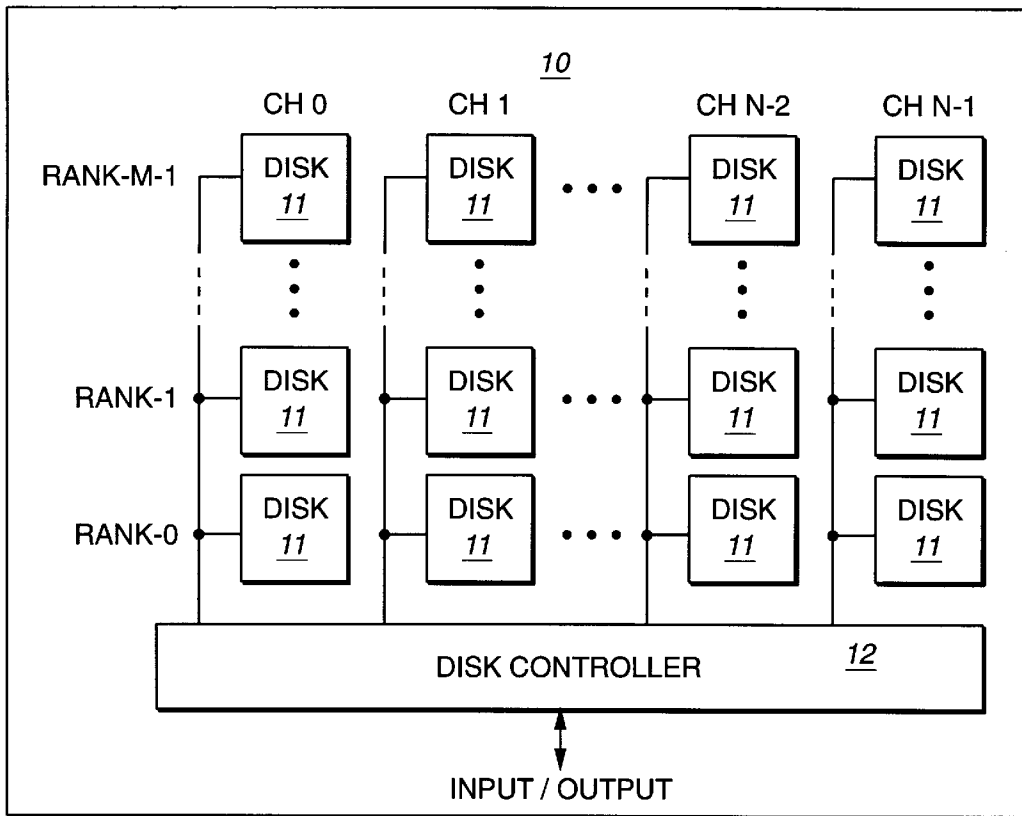 10
CH 0 CH 1 CH N-2 CH N-1
RANK-M-1 DISK DISK DISK DISK
11 11 11 11
RANK-1 DISK DISK DISK DISK
11 11 11 11
RANK-0 DISK DISK DISK DISK
11 11 11 11
DISK CONTROLLER 12
INPUT / OUTPUT